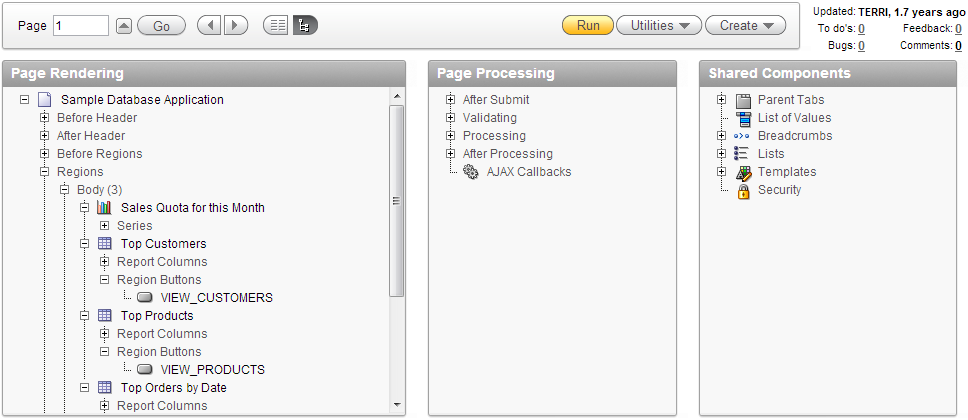 Page 1 Go Run Utilities Create
Updated: TERRI, 1.7 years ago
To do's: 0 Feedback: 0
Bugs: 0 Comments: 0
Page Rendering
Sample Database Application
Before Header
After Header
Before Regions
Regions
Body (3)
Sales Quota for this Month
Series
Top Customers
Report Columns
Region Buttons
VIEW_CUSTOMERS
Top Products
Report Columns
Region Buttons
VIEW_PRODUCTS
Top Orders by Date
Report Columns
Page Processing
After Submit
Validating
Processing
After Processing
AJAX Callbacks
Shared Components
Parent Tabs
List of Values
Breadcrumbs
Lists
Templates
Security